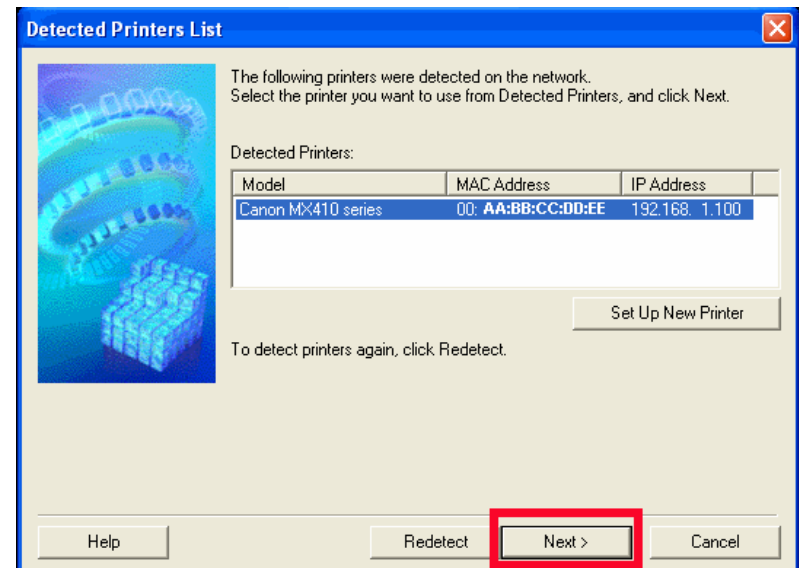 Detected Printers List
The following printers were detected on the network.
Select the printer you want to use from Detected Printers, and click Next.
Detected Printers:
Model MAC Address IP Address
Canon MX410 series 00: AA:BB:CC:DD:EE 192.168. 1.100
Set Up New Printer
To detect printers again, click Redetect.
Help Redetect Next > Cancel